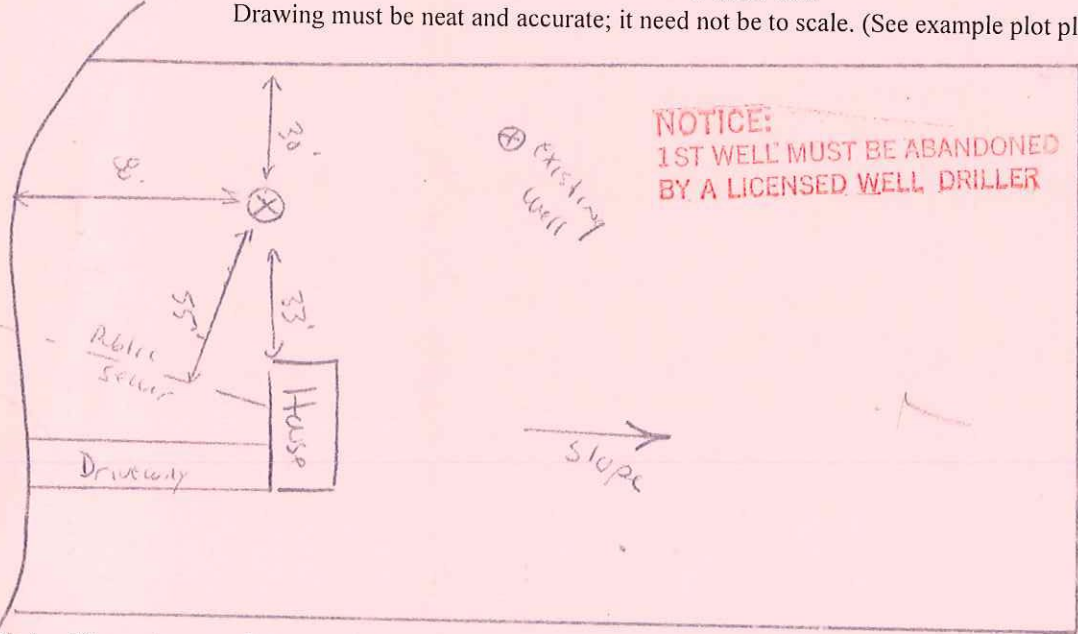 Drawing must be neat and accurate; it need not be to scale. (See example plot pl
NOTICE:
1ST WELL MUST BE ABANDONED
BY A LICENSED WELL DRILLER
30'
existing
well
33'
55'
Public
sewer
House
Driveway
slope